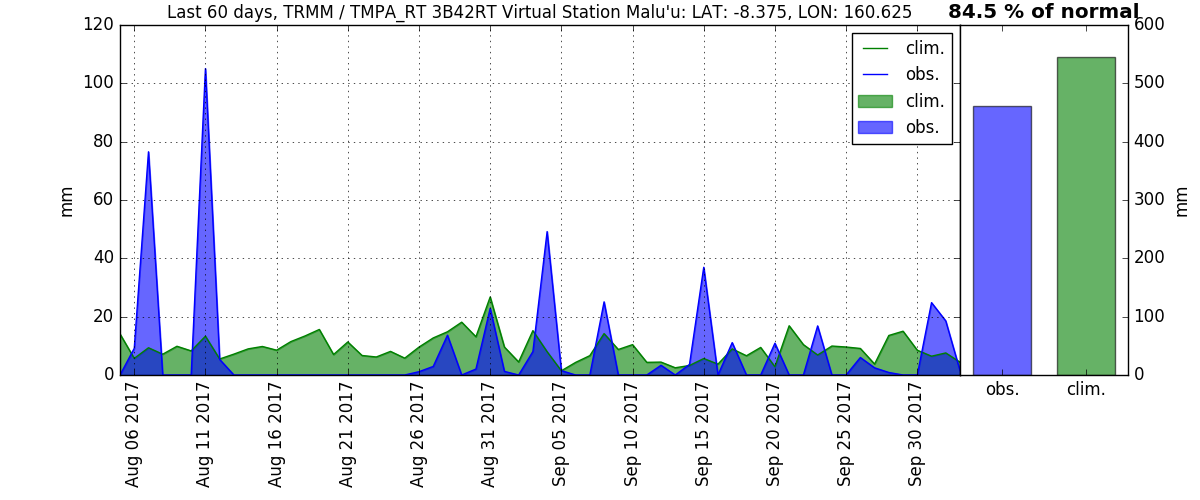 Last 60 days, TRMM / TMPA_RT 3B42RT Virtual Station Malu'u: LAT: -8.375, LON: 160.625
84.5 % of normal
120
100
80
60
40
20
0
mm
clim.
obs.
clim.
obs.
600
500
400
300
200
100
0
mm
Aug 06 2017
Aug 11 2017
Aug 16 2017
Aug 21 2017
Aug 26 2017
Aug 31 2017
Sep 05 2017
Sep 10 2017
Sep 15 2017
Sep 20 2017
Sep 25 2017
Sep 30 2017
obs.
clim.